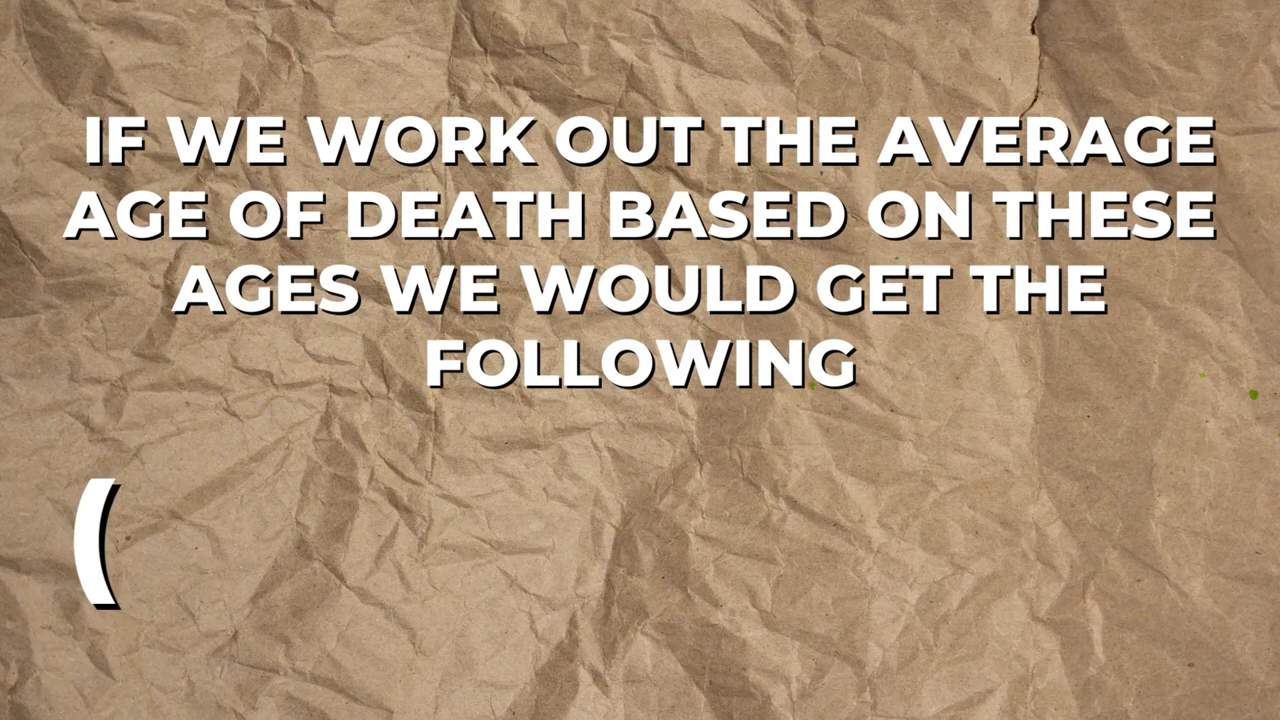 IF WE WORK OUT THE AVERAGE
AGE OF DEATH BASED ON THESE
AGES WE WOULD GET THE
FOLLOWING
(